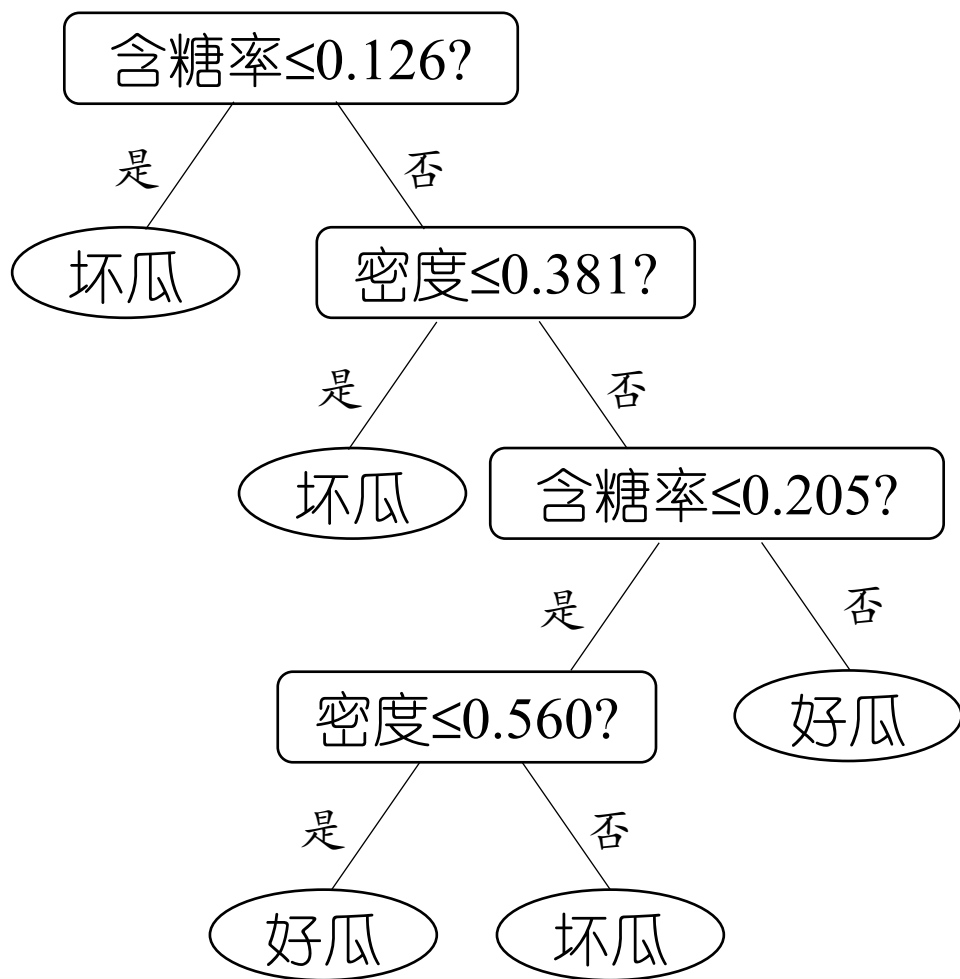 含糖率≤0.126?
是
否
坏瓜
密度≤0.381?
是
否
坏瓜
含糖率≤0.205?
是
否
密度≤0.560?
好瓜
是
否
好瓜
坏瓜